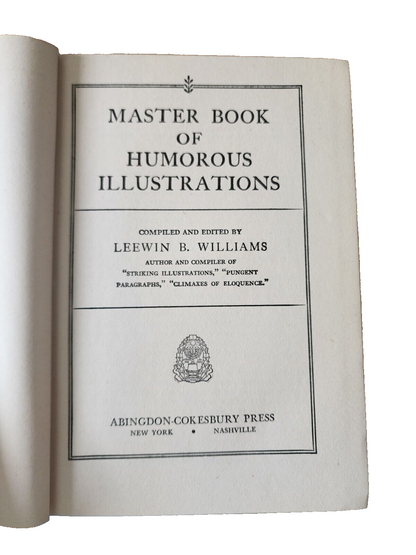 MASTER BOOK
OF
HUMOROUS
ILLUSTRATIONS
COMPILED AND EDITED BY
LEEWIN B. WILLIAMS
AUTHOR AND COMPILER OF
"STRIKING ILLUSTRATIONS," "PUNGENT
PARAGRAPHS," "CLIMAXES OF ELOQUENCE."
ABINGDON-COKESBURY PRESS
NEW YORK • NASHVILLE